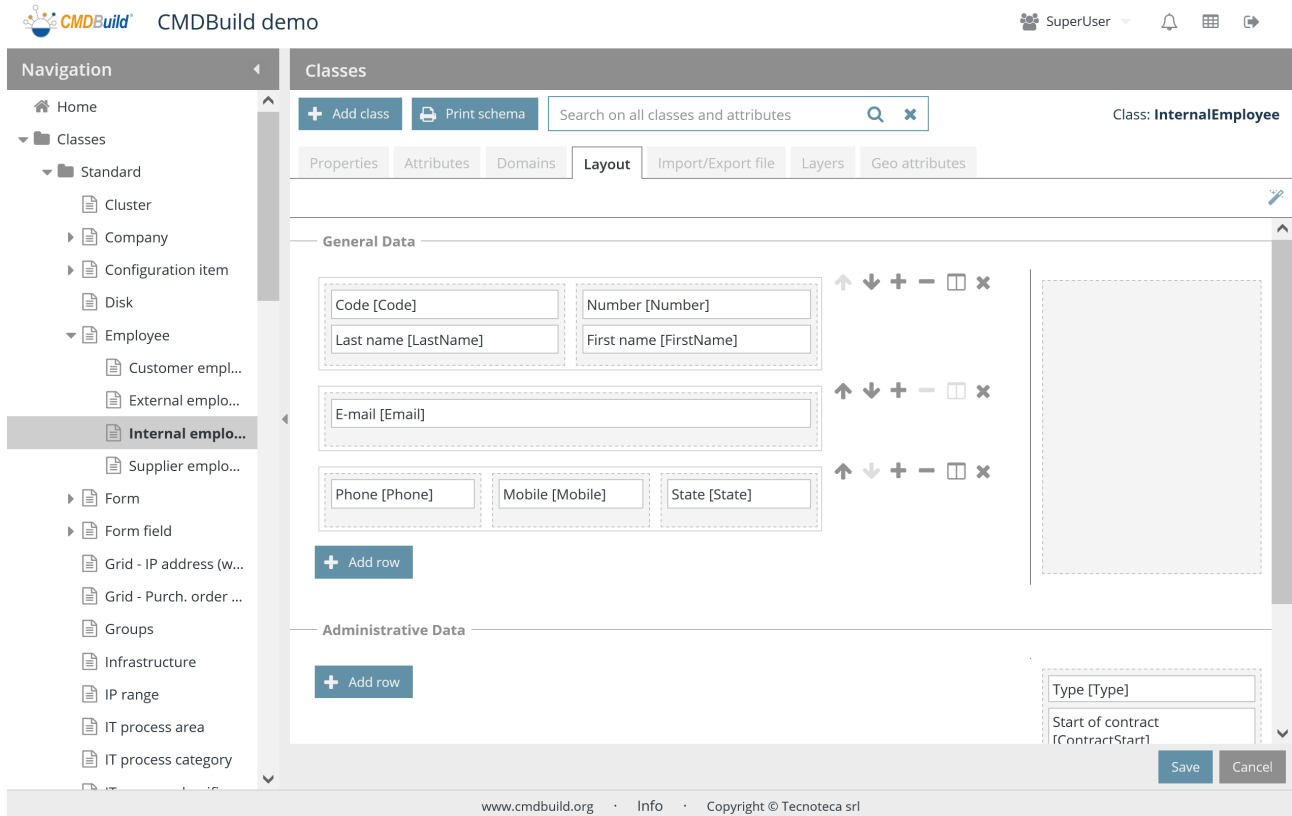 CMDBuild CMDBuild demo SuperUser
Navigation
Home
Classes
Standard
Cluster
Company
Configuration item
Disk
Employee
Customer empl...
External emplo...
Internal emplo...
Supplier emplo...
Form
Form field
Grid - IP address (w...
Grid - Purch. order ...
Groups
Infrastructure
IP range
IT process area
IT process category
Classes
Add class Print schema Search on all classes and attributes Class: InternalEmployee
Properties Attributes Domains Layout Import/Export file Layers Geo attributes
General Data
Code [Code] Number [Number]
Last name [LastName] First name [FirstName]
E-mail [Email]
Phone [Phone] Mobile [Mobile] State [State]
Add row
Administrative Data
Add row
Type [Type]
Start of contract
[ContractStart]
Save Cancel
www.cmdbuild.org · Info · Copyright © Tecnoteca srl